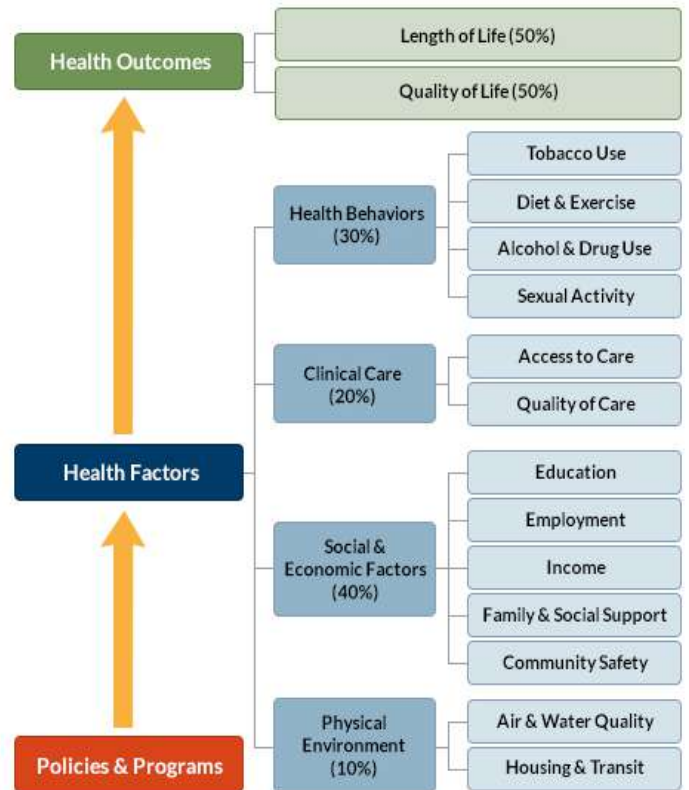 Health Outcomes
Length of Life (50%)
Quality of Life (50%)
Health Behaviors
(30%)
Tobacco Use
Diet & Exercise
Alcohol & Drug Use
Sexual Activity
Clinical Care
(20%)
Access to Care
Quality of Care
Health Factors
Social &
Economic Factors
(40%)
Education
Employment
Income
Family & Social Support
Community Safety
Physical
Environment
(10%)
Air & Water Quality
Housing & Transit
Policies & Programs